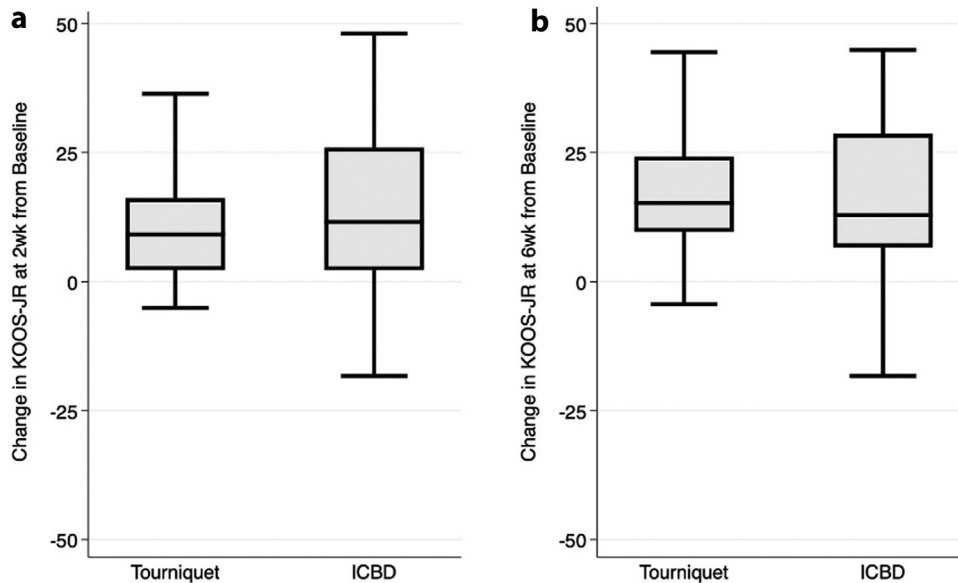 a
Change in KOOS-JR at 2wk from Baseline
50
25
0
-25
-50
Tourniquet
ICBD
b
Change in KOOS-JR at 6wk from Baseline
50
25
0
-25
-50
Tourniquet
ICBD